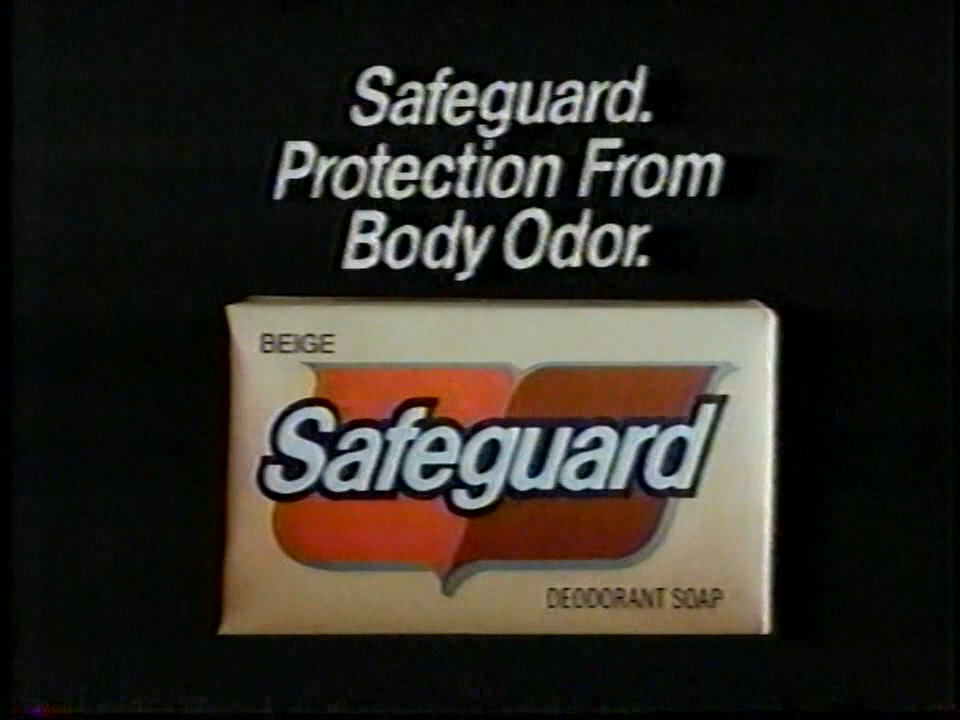 Safeguard.
Protection From
Body Odor.
BEIGE
Safeguard
DEODORANT SOAP